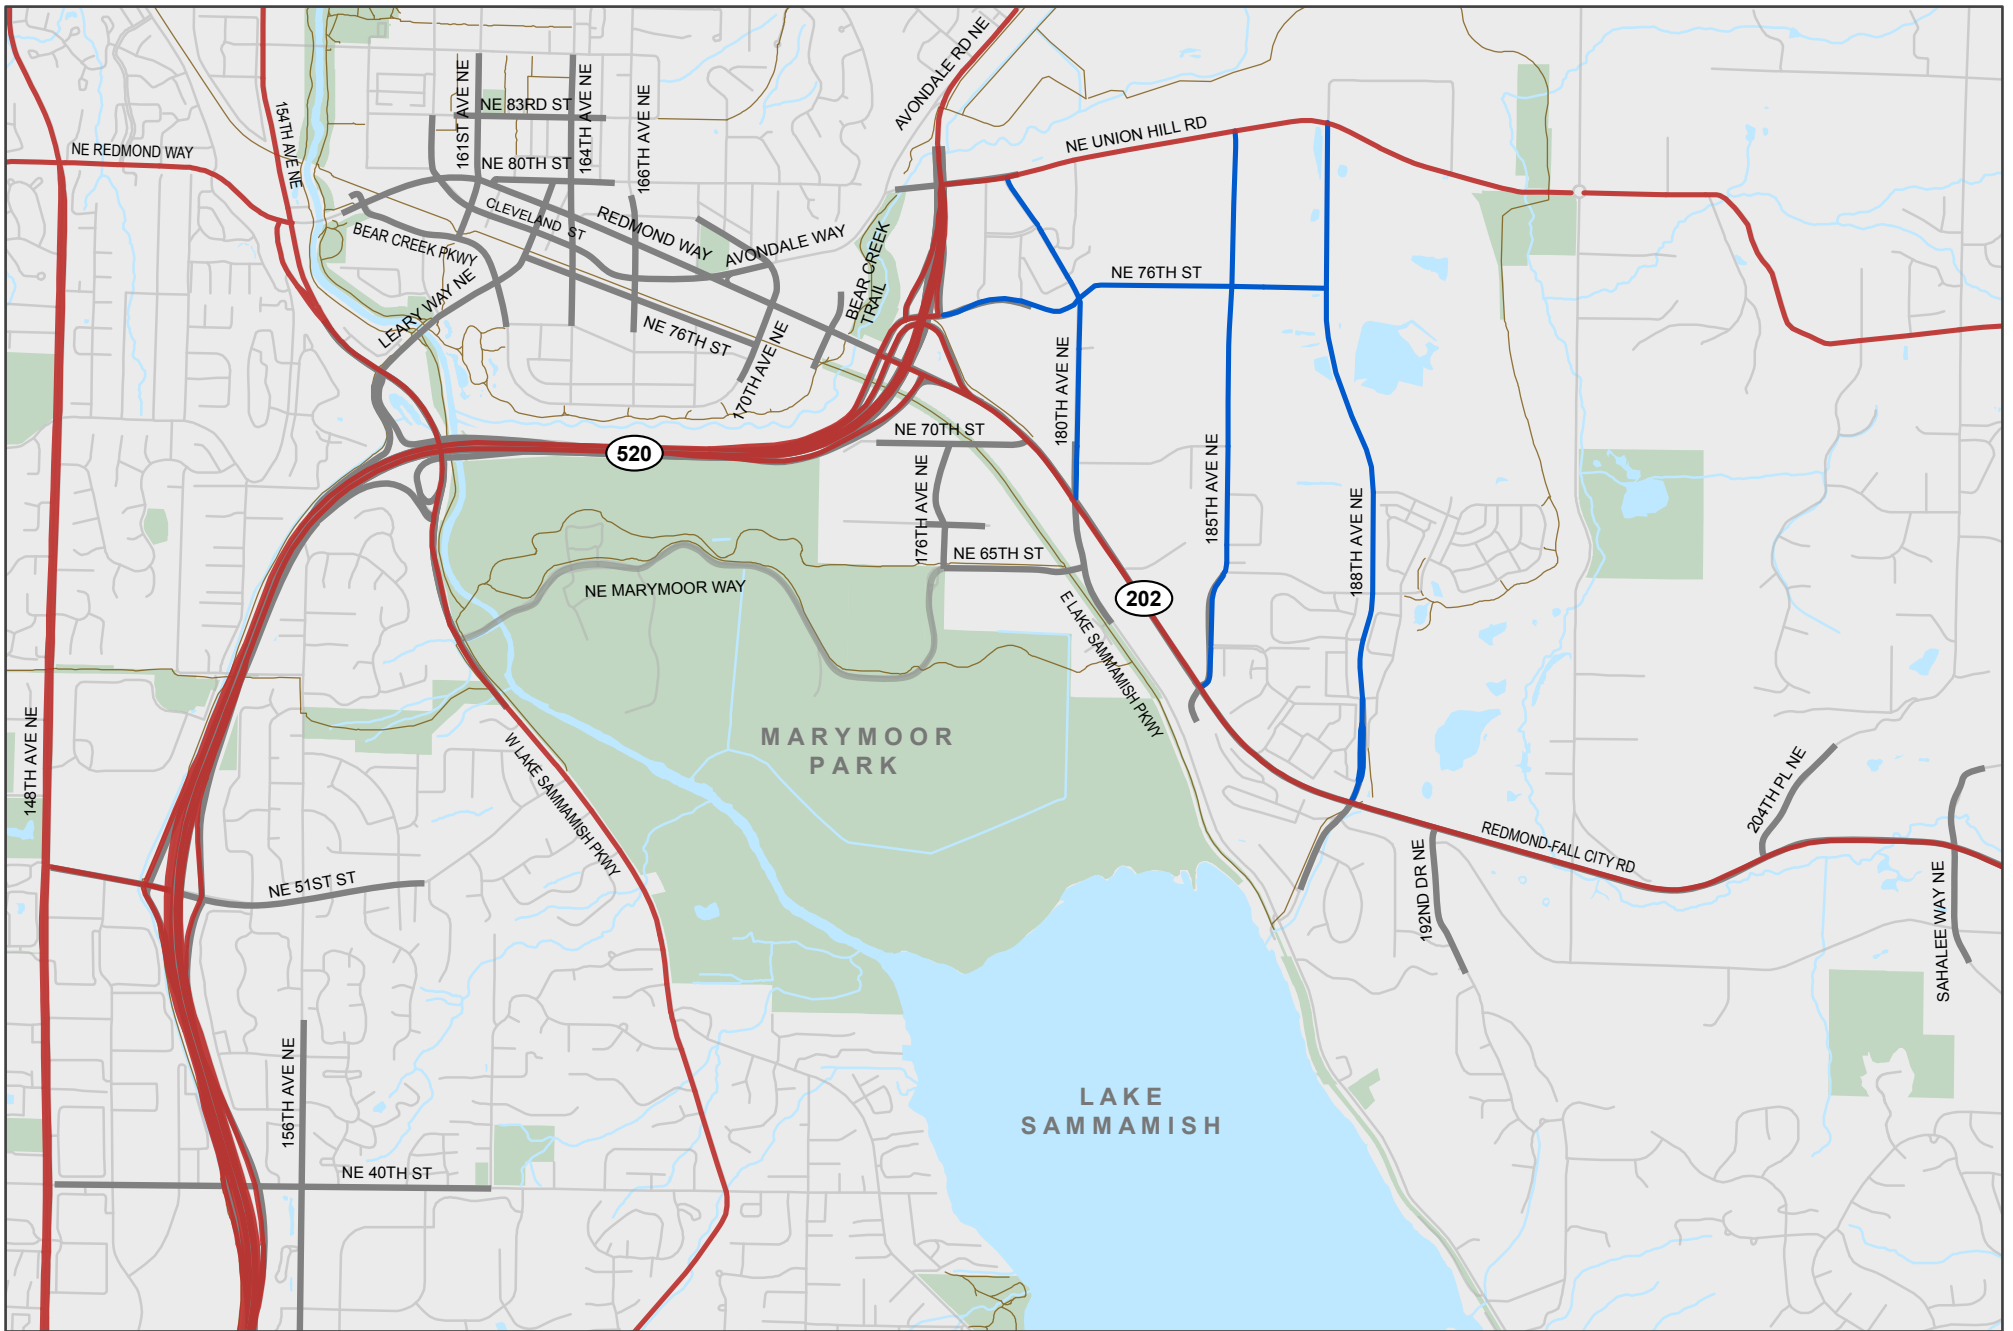 AVONDALE RD NE
161ST AVE NE
164TH AVE NE
166TH AVE NE
NE 83RD ST
154TH AVE NE
NE REDMOND WAY
NE 80TH ST
NE UNION HILL RD
CLEVELAND ST
REDMOND WAY
AVONDALE WAY
BEAR CREEK PKWY
BEAR CREEK
TRAIL
NE 76TH ST
LEARY WAY NE
NE 76TH ST
170TH AVE NE
180TH AVE NE
NE 70TH ST
520
176TH AVE NE
185TH AVE NE
188TH AVE NE
NE 65TH ST
NE MARYMOOR WAY
202
E LAKE SAMMAMISH PKWY
MARYMOOR
PARK
148TH AVE NE
W LAKE SAMMAMISH PKWY
204TH PL NE
REDMOND-FALL CITY RD
NE 51ST ST
192ND DR NE
SAHALEE WAY NE
156TH AVE NE
LAKE
SAMMAMISH
NE 40TH ST